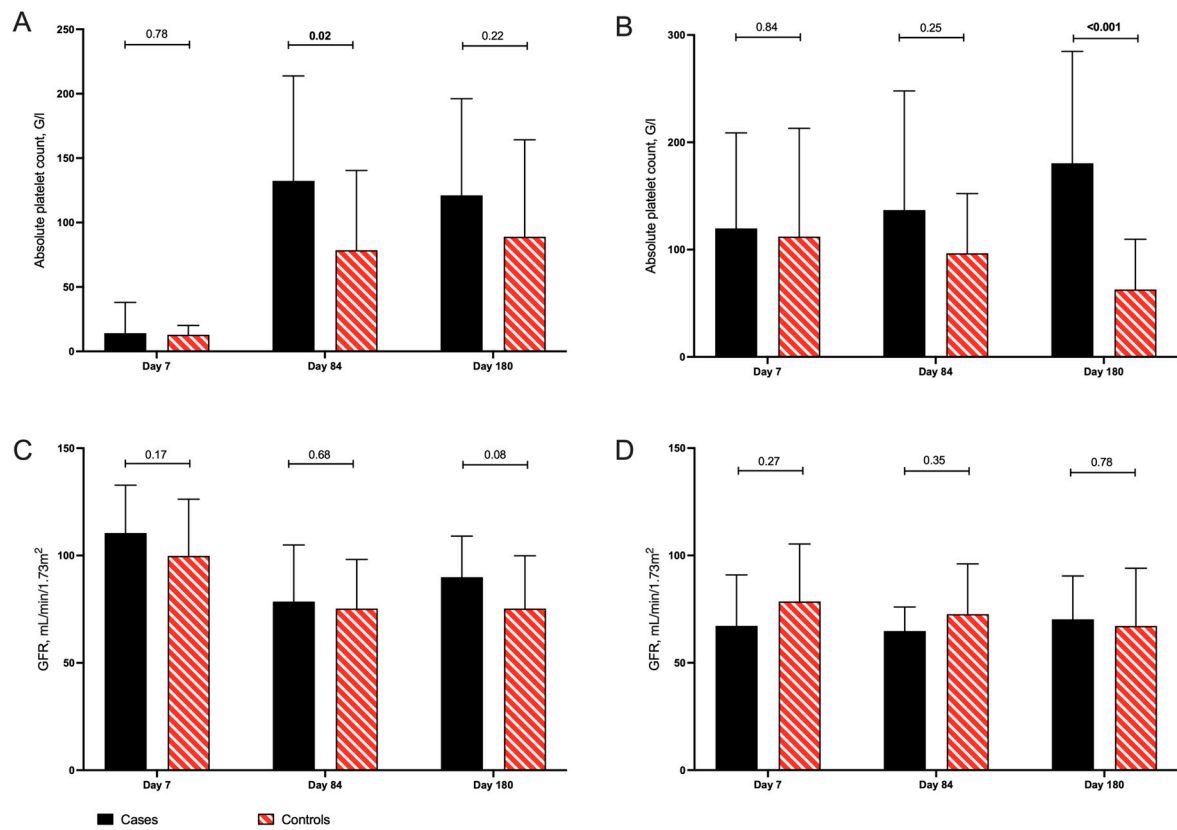 A
Absolute platelet count, G/l
250
200
150
100
50
0
0.78
0.02
0.22
Day 7
Day 84
Day 180
B
Absolute platelet count, G/l
300
200
100
0
0.84
0.25
<0.001
Day 7
Day 84
Day 180
C
GFR, mL/min/1.73m²
150
100
50
0
0.17
0.68
0.08
Day 7
Day 84
Day 180
D
GFR, mL/min/1.73m²
150
100
50
0
0.27
0.35
0.78
Day 7
Day 84
Day 180
Cases
Controls